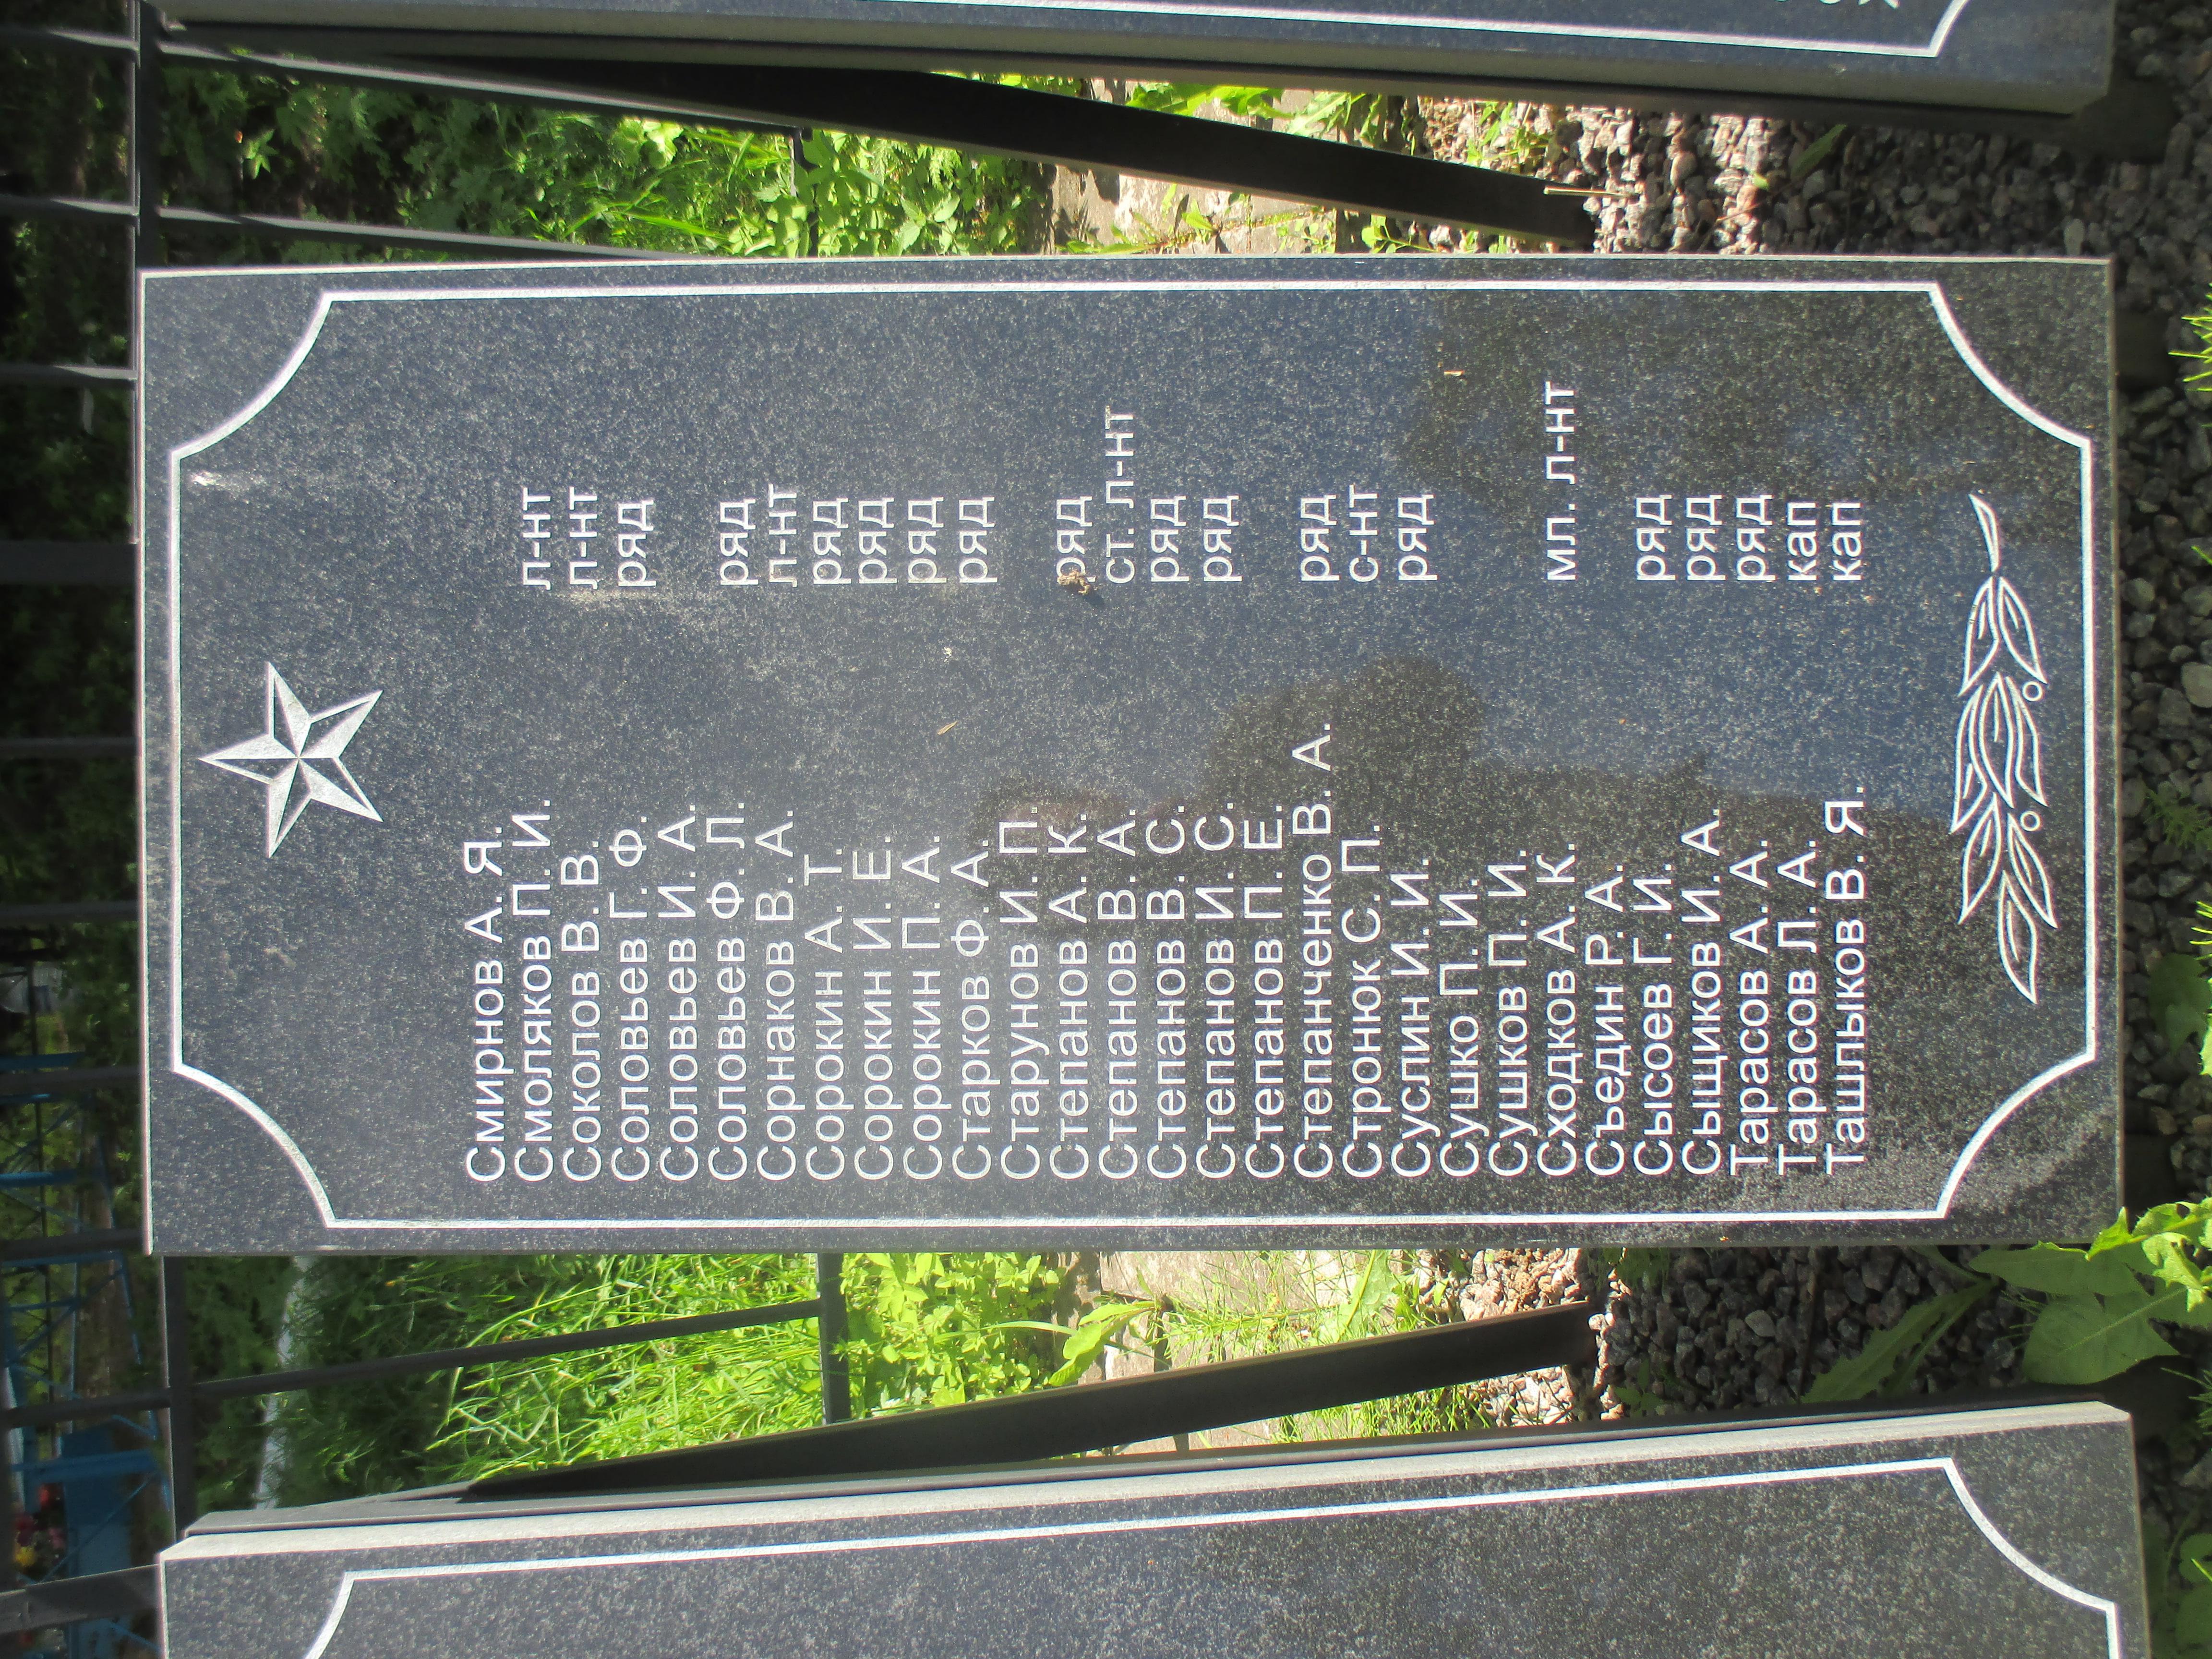 Смирнов А. Я.
Смоляков П. И. л-нт
Соколов В. В. л-нт
Соловьев Г. Ф. ряд
Соловьев И. А.
Соловьев Ф. Л. ряд
Сорнаков В. А. л-нт
Сорокин А. Т. ряд
Сорокин И. Е. ряд
Сорокин П. А. ряд
Старков Ф. А. ряд
Старунов И. П.
Степанов А. К. ряд
Степанов В. А. ст. л-нт
Степанов В. С. ряд
Степанов И. С. ряд
Степанов П. Е.
Степанченко В. А. ряд
Стронюк С. П. с-нт
Суслин И. И. ряд
Сушко П. И.
Сушков П. И.
Сходков А. К. мл. л-нт
Съедин Р. А.
Сысоев Г. И. ряд
Сыщиков И. А. ряд
Тарасов А. А. ряд
Тарасов Л. А. кап
Ташлыков В. Я. кап